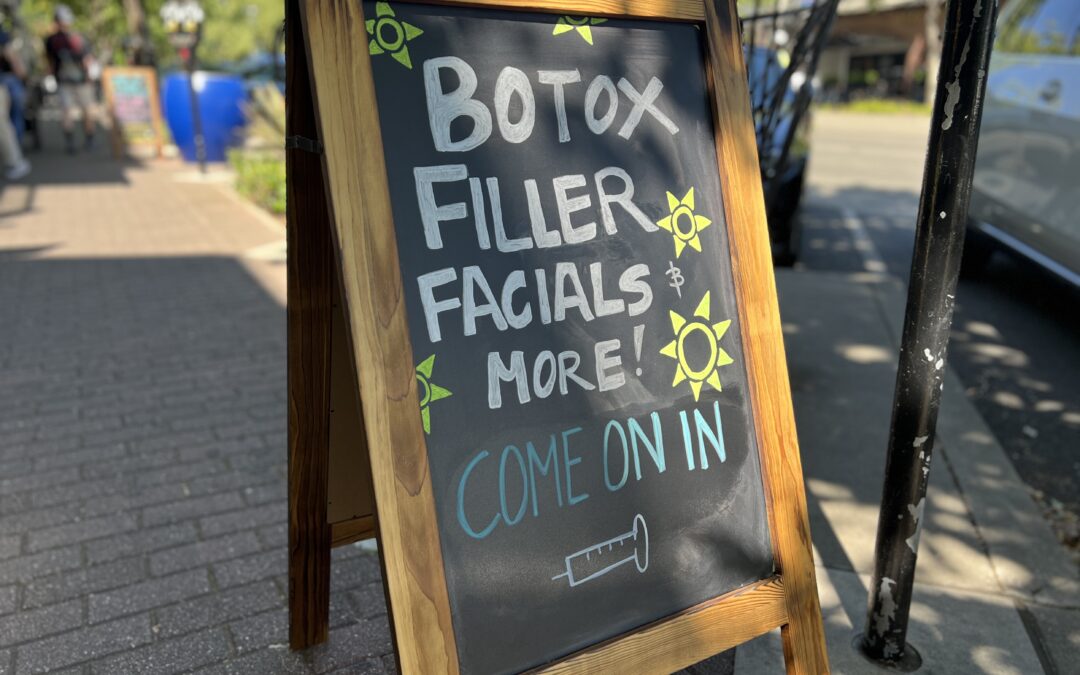 BOTOX
FILLER
FACIALS &
MORE!
COME ON IN